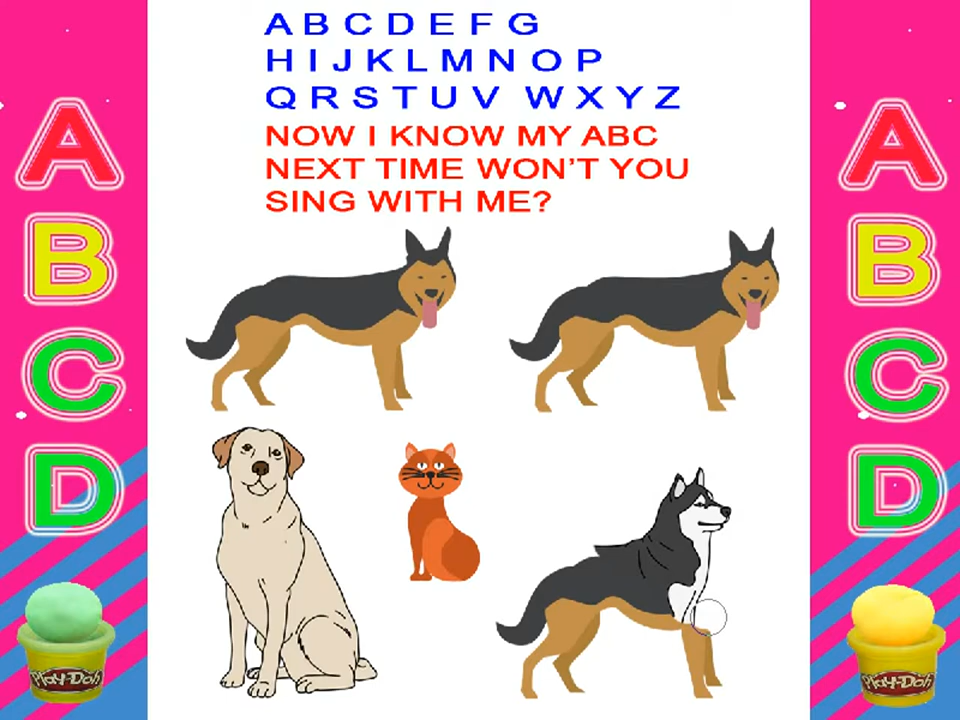 A B C D E F G
H I J K L M N O P
Q R S T U V W X Y Z
NOW I KNOW MY ABC
NEXT TIME WON'T YOU
SING WITH ME?
A
B
C
D
PLAY-DOH
A
B
C
D
PLAY-DOH